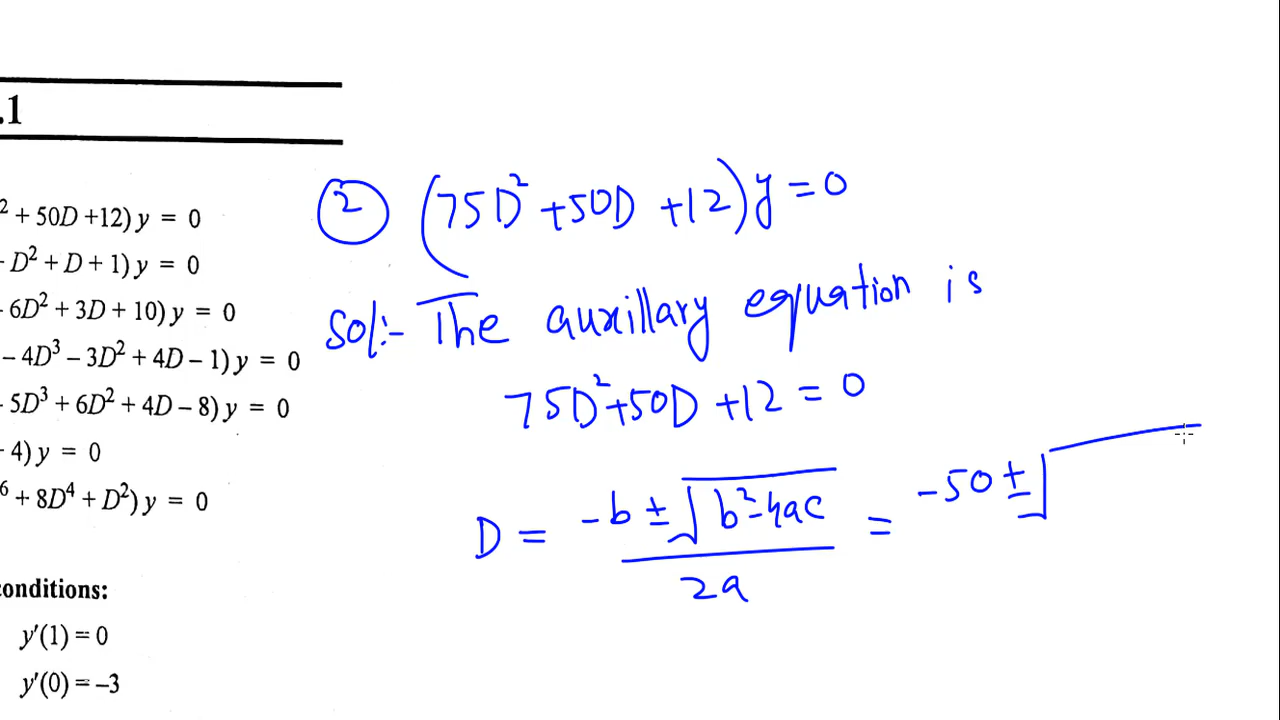 .1
² + 50D +12) y = 0
- D² + D + 1) y = 0
- 6D² + 3D + 10) y = 0
- 4D³ – 3D² + 4D – 1) y = 0
- 5D³ + 6D² + 4D – 8) y = 0
- 4) y = 0
⁶ + 8D⁴ + D²) y = 0
conditions:
y′(1) = 0
y′(0) = –3
② (75D² +50D +12)y = 0
Sol:- The auxillary equation is
75D²+50D +12 = 0
D = (-b ± √(b²-4ac))/2a = -50 ± √